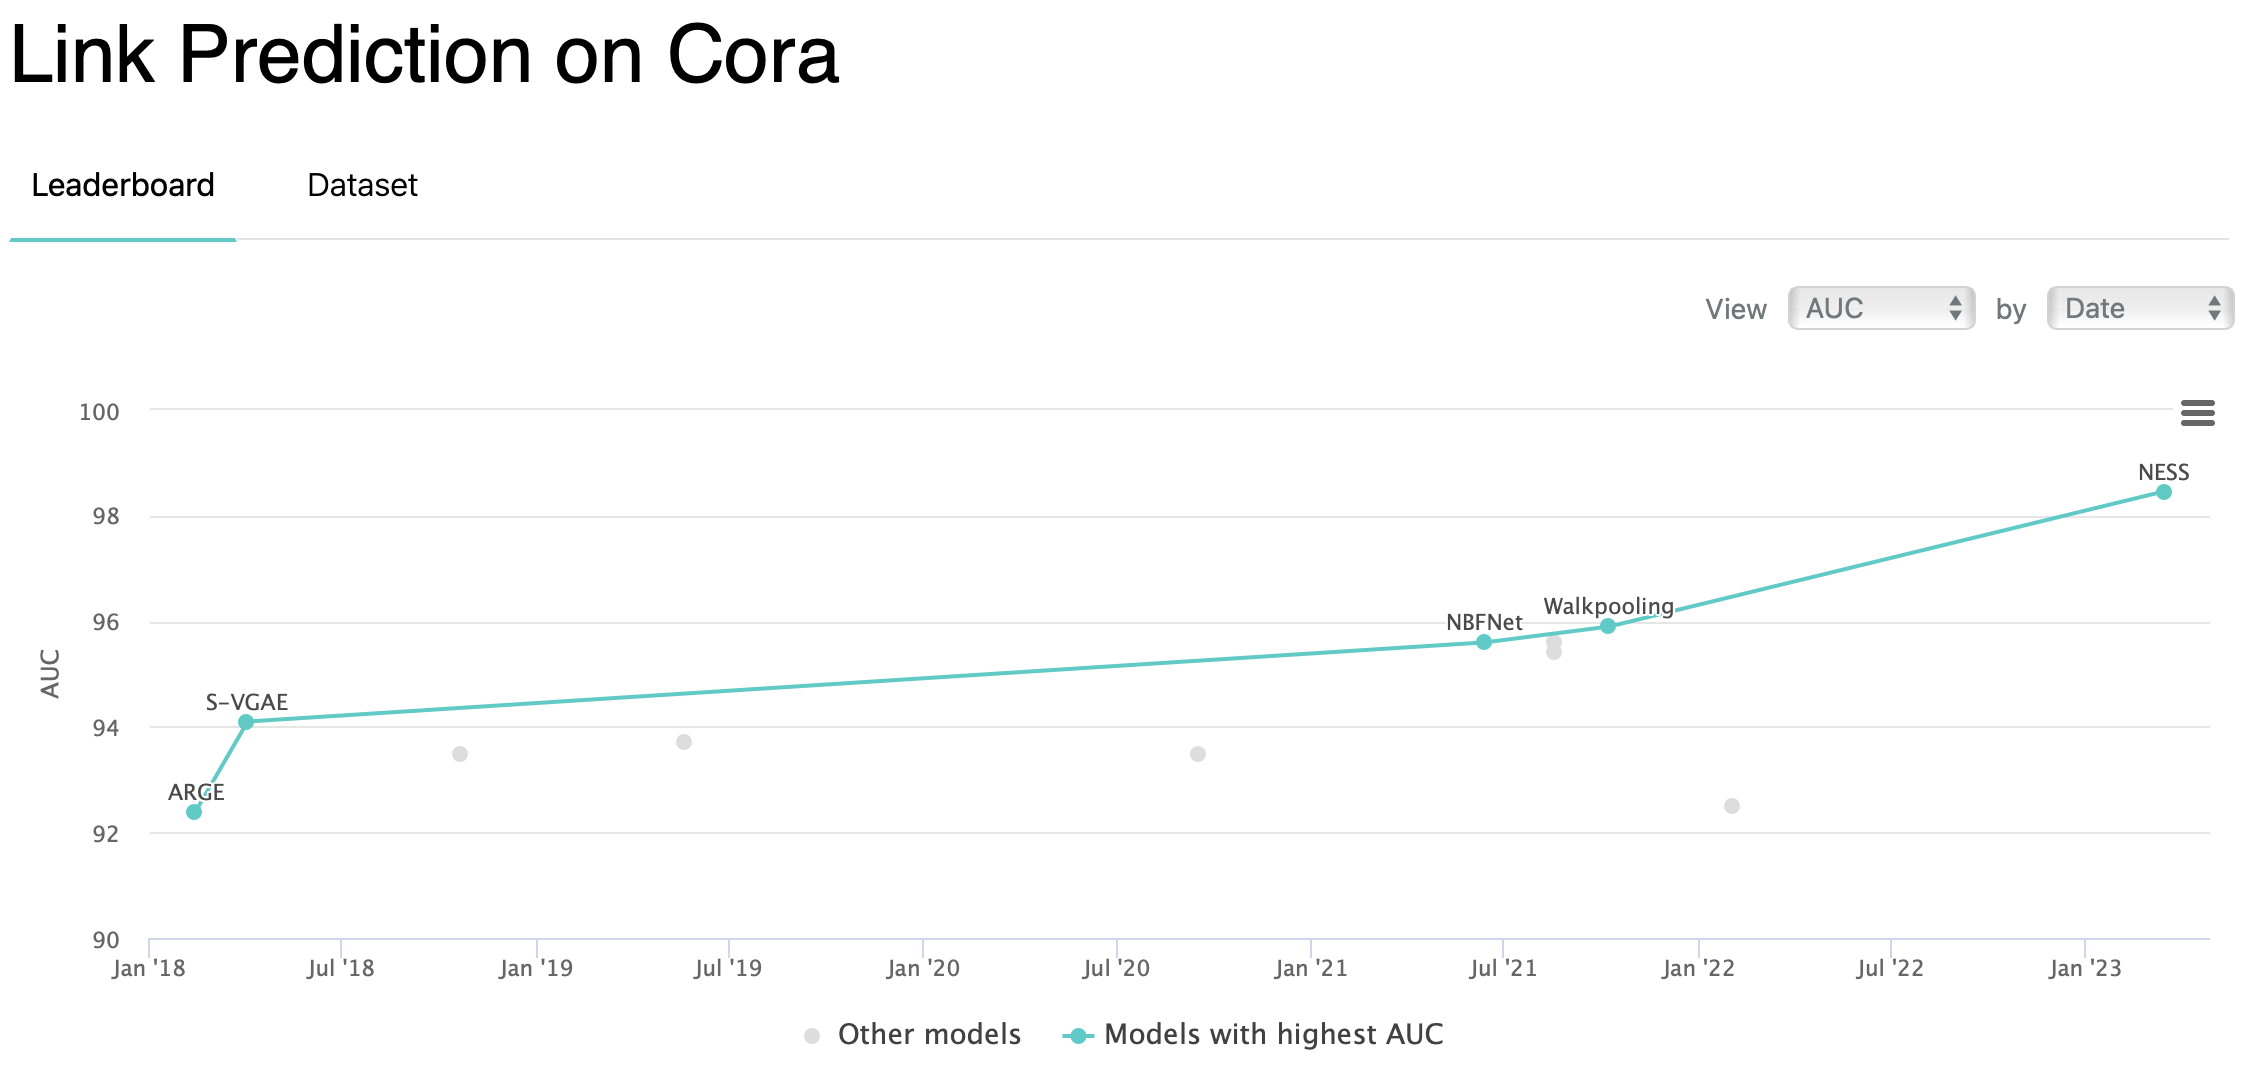 Link Prediction on Cora
Leaderboard Dataset
View AUC by Date
100
98
96
94
92
90
AUC
ARGE
S-VGAE
NBFNet
Walkpooling
NESS
Jan '18 Jul '18 Jan '19 Jul '19 Jan '20 Jul '20 Jan '21 Jul '21 Jan '22 Jul '22 Jan '23
Other models Models with highest AUC